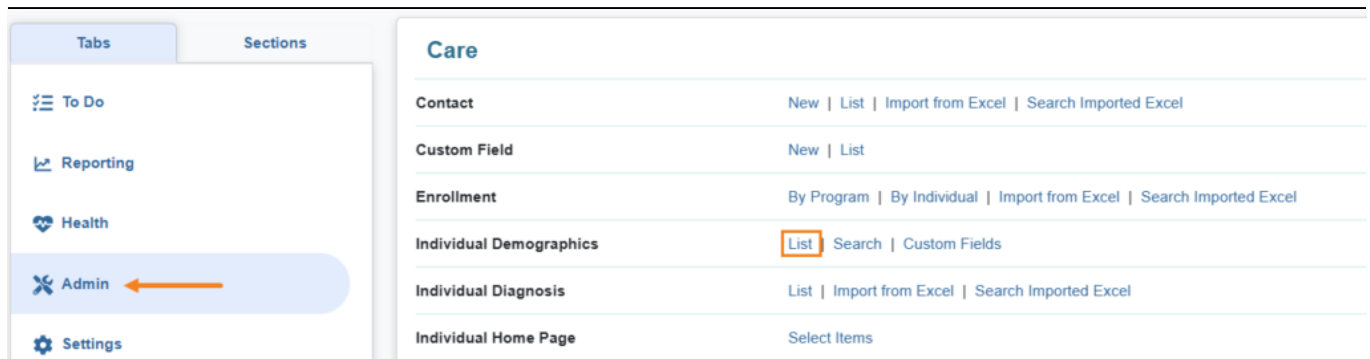 Tabs Sections
To Do
Reporting
Health
Admin
Settings
Care
Contact New | List | Import from Excel | Search Imported Excel
Custom Field New | List
Enrollment By Program | By Individual | Import from Excel | Search Imported Excel
Individual Demographics List | Search | Custom Fields
Individual Diagnosis List | Import from Excel | Search Imported Excel
Individual Home Page Select Items